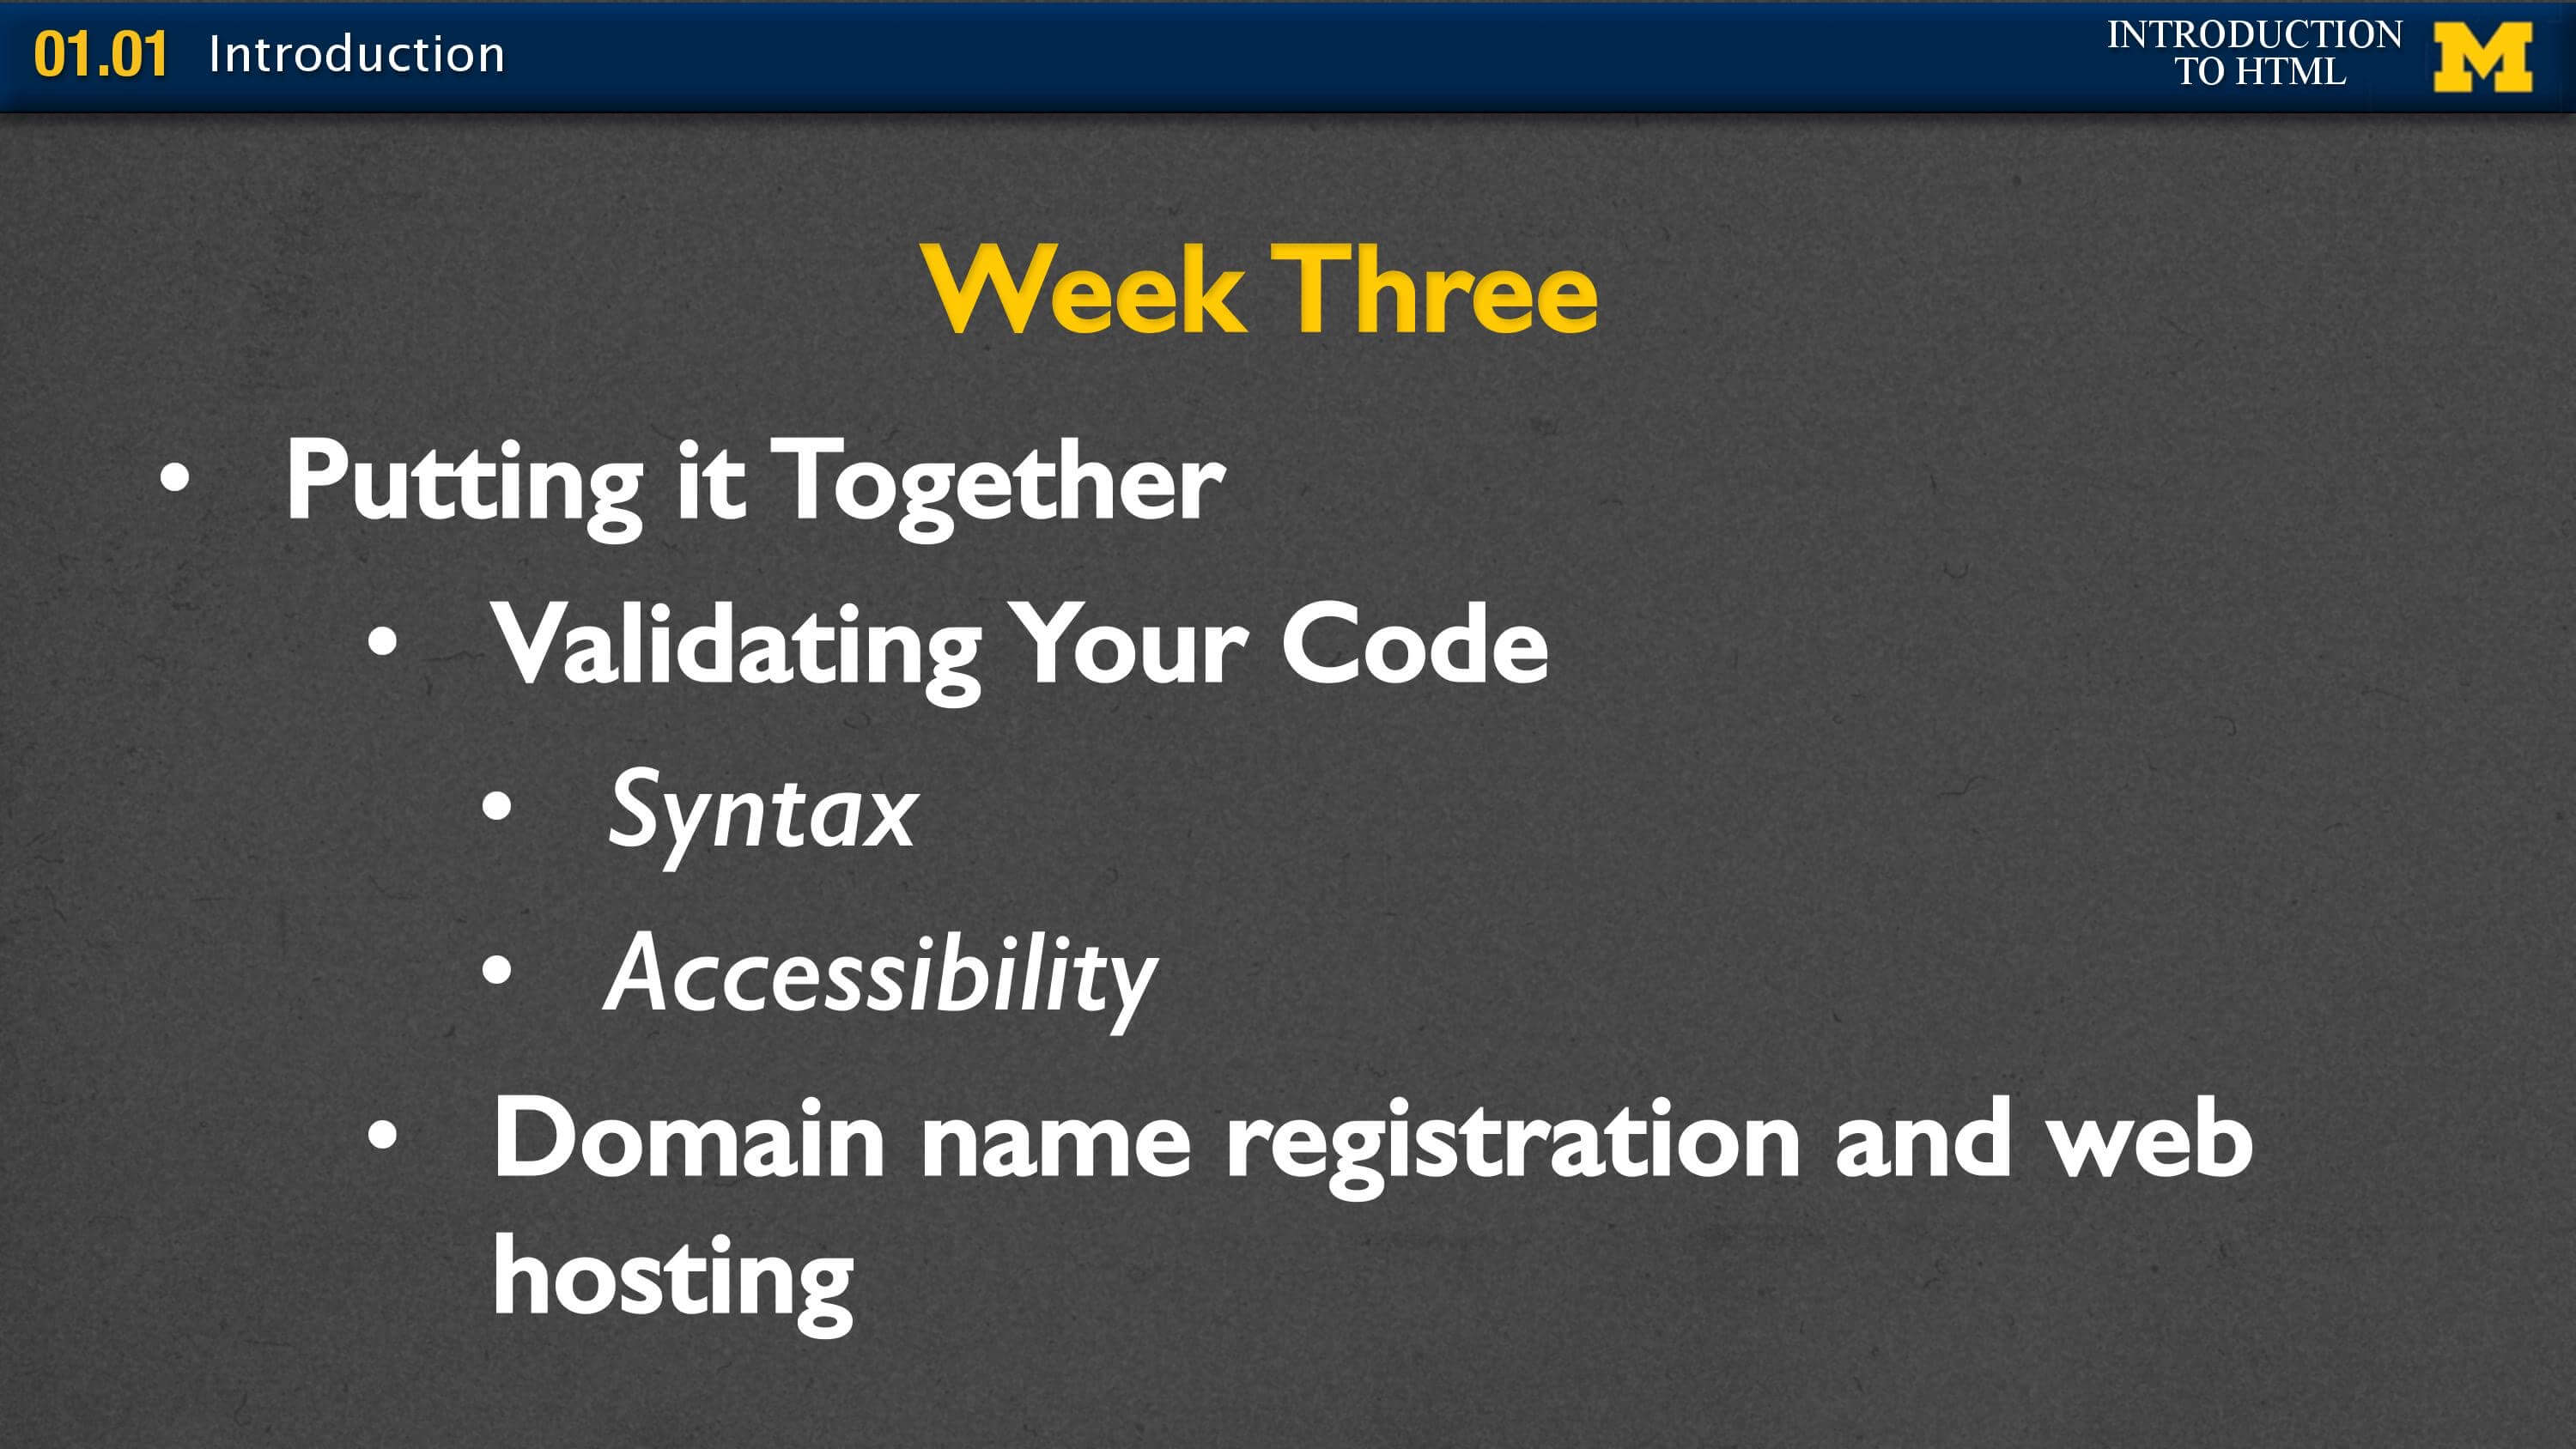 01.01 Introduction
INTRODUCTION
TO HTML
M
Week Three
• Putting it Together
• Validating Your Code
• Syntax
• Accessibility
• Domain name registration and web
hosting